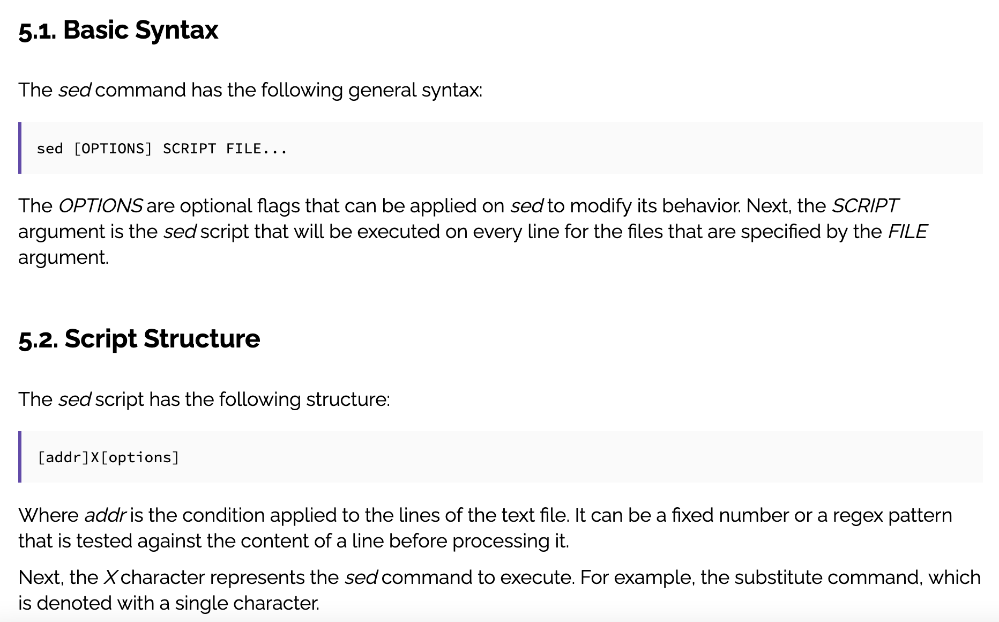 5.1. Basic Syntax
The sed command has the following general syntax:
sed [OPTIONS] SCRIPT FILE...
The OPTIONS are optional flags that can be applied on sed to modify its behavior. Next, the SCRIPT
argument is the sed script that will be executed on every line for the files that are specified by the FILE
argument.
5.2. Script Structure
The sed script has the following structure:
[addr]X[options]
Where addr is the condition applied to the lines of the text file. It can be a fixed number or a regex pattern
that is tested against the content of a line before processing it.
Next, the X character represents the sed command to execute. For example, the substitute command, which
is denoted with a single character.